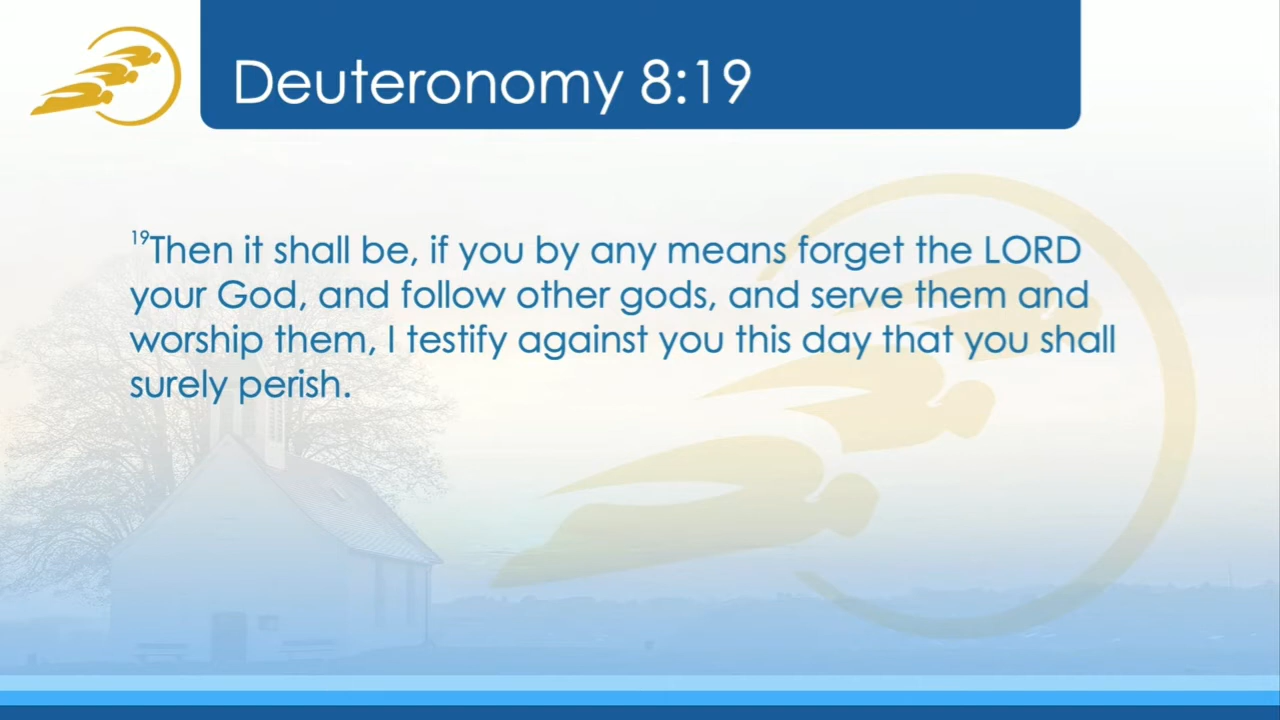 Deuteronomy 8:19
19Then it shall be, if you by any means forget the LORD
your God, and follow other gods, and serve them and
worship them, I testify against you this day that you shall
surely perish.